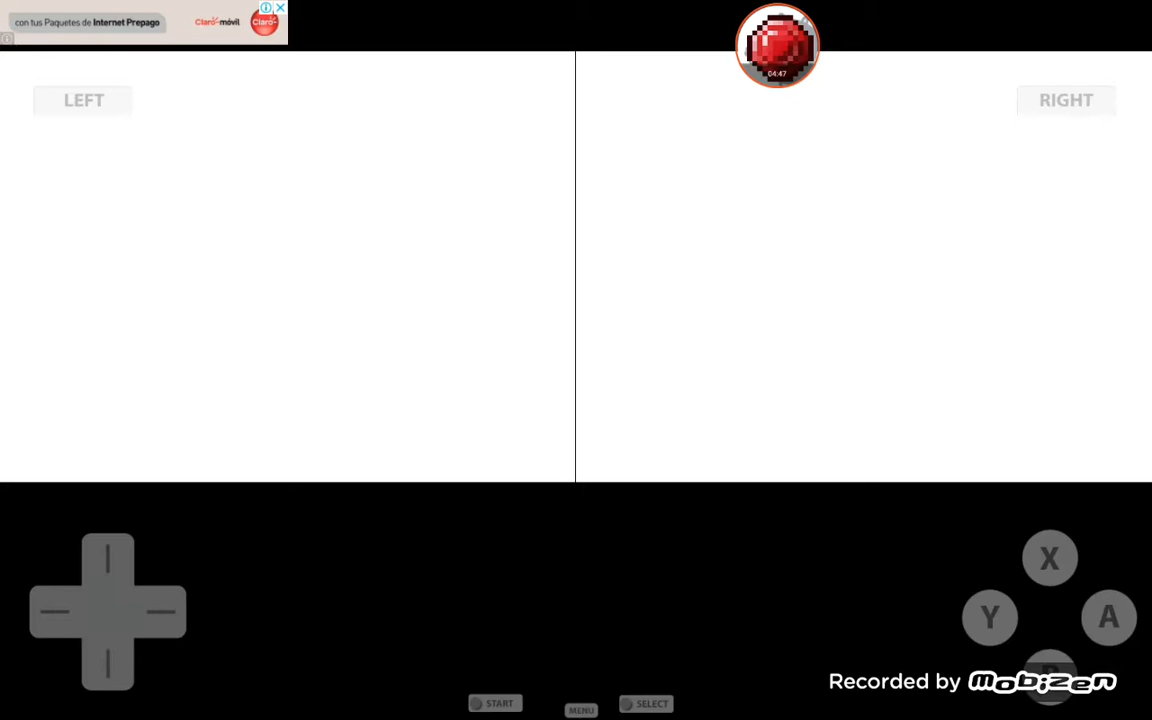 con tus Paquetes de Internet Prepago
Claro móvil
Claro
04:47
LEFT
RIGHT
X
Y
A
B
Recorded by mobizen
START
MENU
SELECT